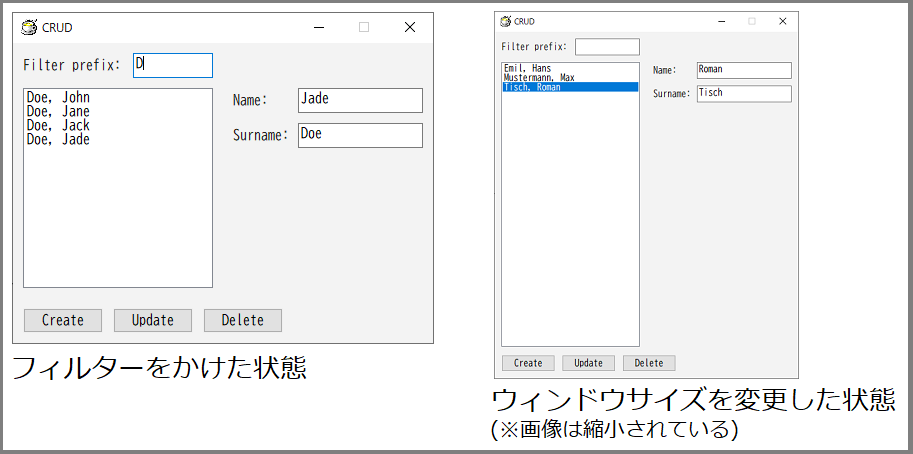 CRUD
Filter prefix: D
Doe, John
Doe, Jane
Doe, Jack
Doe, Jade
Name: Jade
Surname: Doe
Create Update Delete
フィルターをかけた状態
CRUD
Filter prefix:
Emil, Hans
Mustermann, Max
Tisch, Roman
Name: Roman
Surname: Tisch
Create Update Delete
ウィンドウサイズを変更した状態
(※画像は縮小されている)